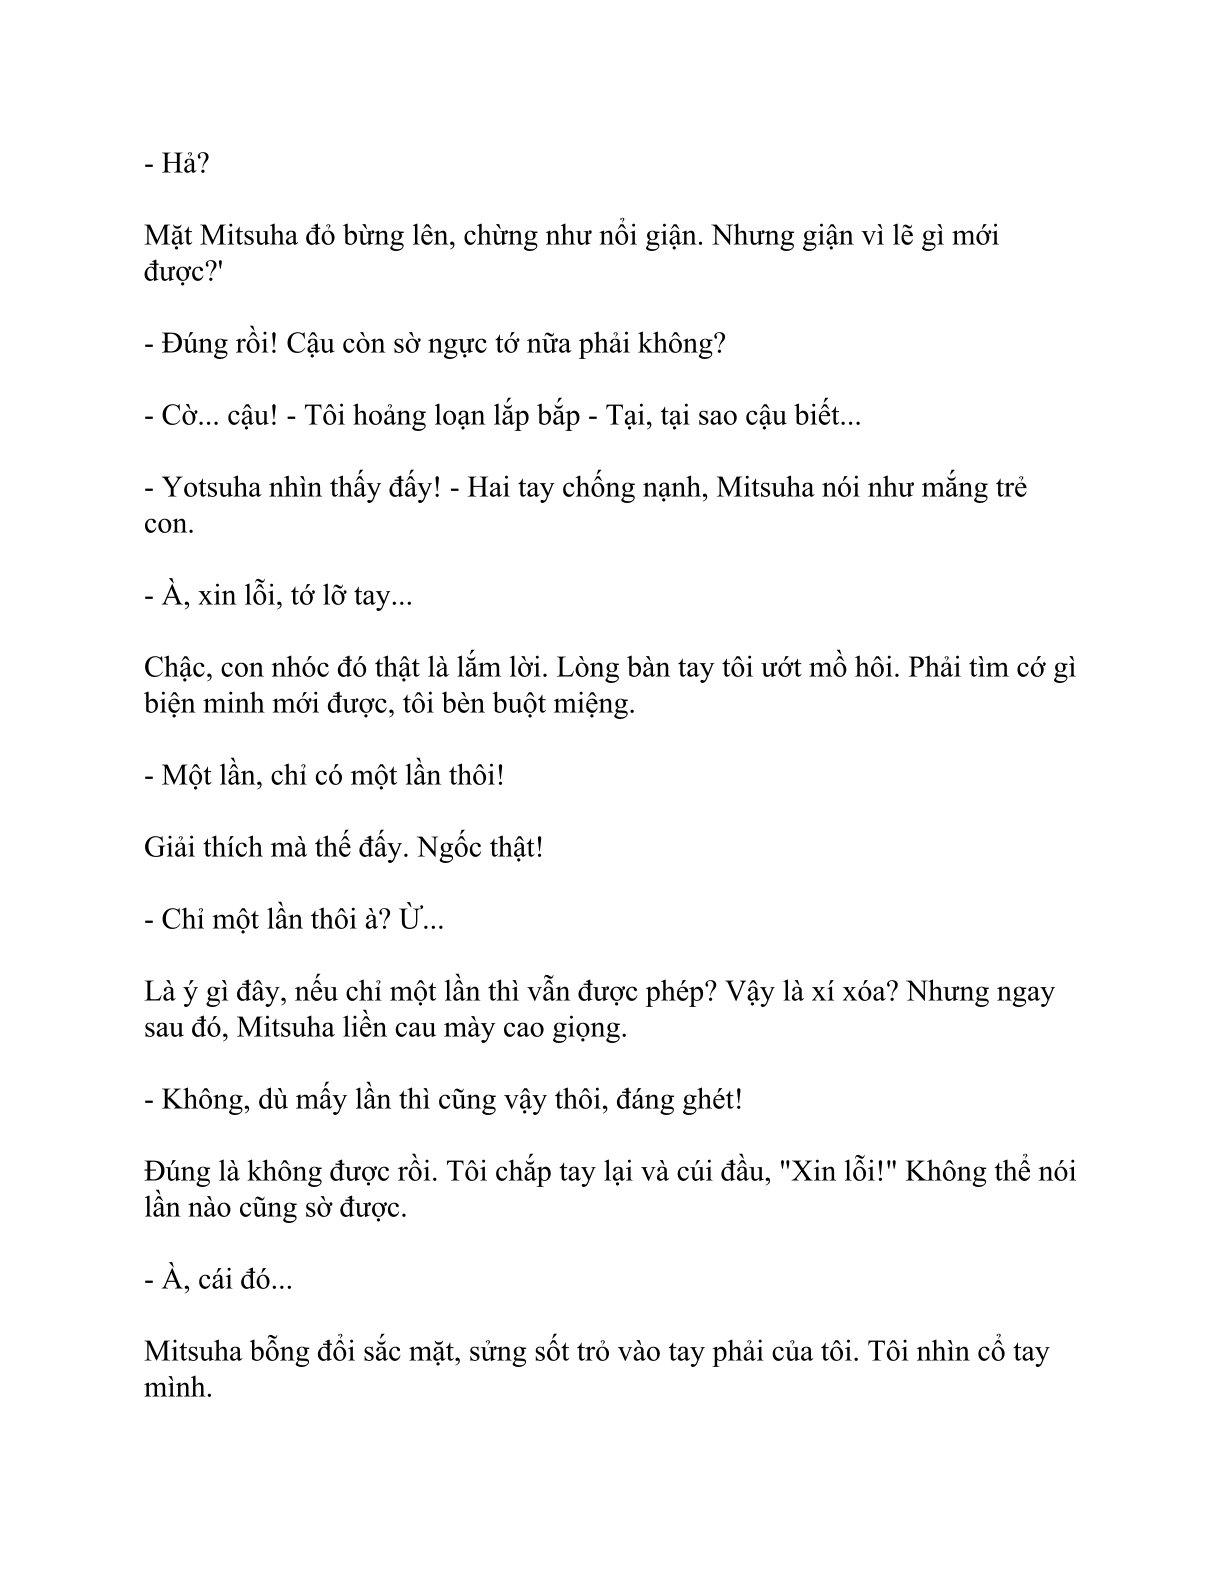 - Hả?
Mặt Mitsuha đỏ bừng lên, chừng như nổi giận. Nhưng giận vì lẽ gì mới
được?'
- Đúng rồi! Cậu còn sờ ngực tớ nữa phải không?
- Cờ... cậu! - Tôi hoảng loạn lắp bắp - Tại, tại sao cậu biết...
- Yotsuha nhìn thấy đấy! - Hai tay chống nạnh, Mitsuha nói như mắng trẻ
con.
- À, xin lỗi, tớ lỡ tay...
Chậc, con nhóc đó thật là lắm lời. Lòng bàn tay tôi ướt mồ hôi. Phải tìm cớ gì
biện minh mới được, tôi bèn buột miệng.
- Một lần, chỉ có một lần thôi!
Giải thích mà thế đấy. Ngốc thật!
- Chỉ một lần thôi à? Ừ...
Là ý gì đây, nếu chỉ một lần thì vẫn được phép? Vậy là xí xóa? Nhưng ngay
sau đó, Mitsuha liền cau mày cao giọng.
- Không, dù mấy lần thì cũng vậy thôi, đáng ghét!
Đúng là không được rồi. Tôi chắp tay lại và cúi đầu, "Xin lỗi!" Không thể nói
lần nào cũng sờ được.
- À, cái đó...
Mitsuha bỗng đổi sắc mặt, sửng sốt trỏ vào tay phải của tôi. Tôi nhìn cổ tay
mình.